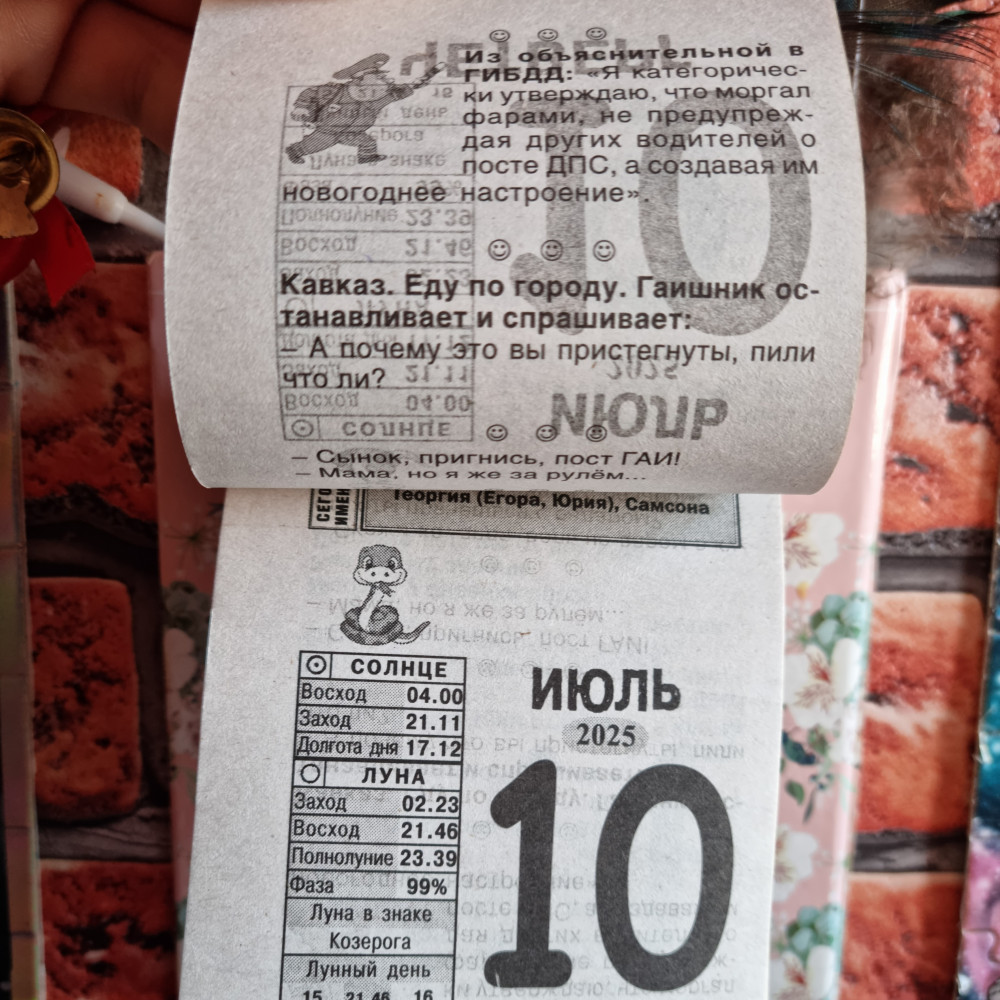 Из объяснительной в
ГИБДД: «Я категоричес-
ки утверждаю, что моргал
фарами, не предупреж-
дая других водителей о
посте ДПС, а создавая им
новогоднее настроение».
Кавказ. Еду по городу. Гаишник ос-
танавливает и спрашивает:
– А почему это вы пристегнуты, пили
что ли?
– Сынок, пригнись, пост ГАИ!
– Мама, но я же за рулём...
Георгия (Егора, Юрия), Самсона
СОЛНЦЕ
Восход 04.00
Заход 21.11
Долгота дня 17.12
ЛУНА
Заход 02.23
Восход 21.46
Полнолуние 23.39
Фаза 99%
Луна в знаке
Козерога
Лунный день
15 21.46 16
ИЮЛЬ
2025
10